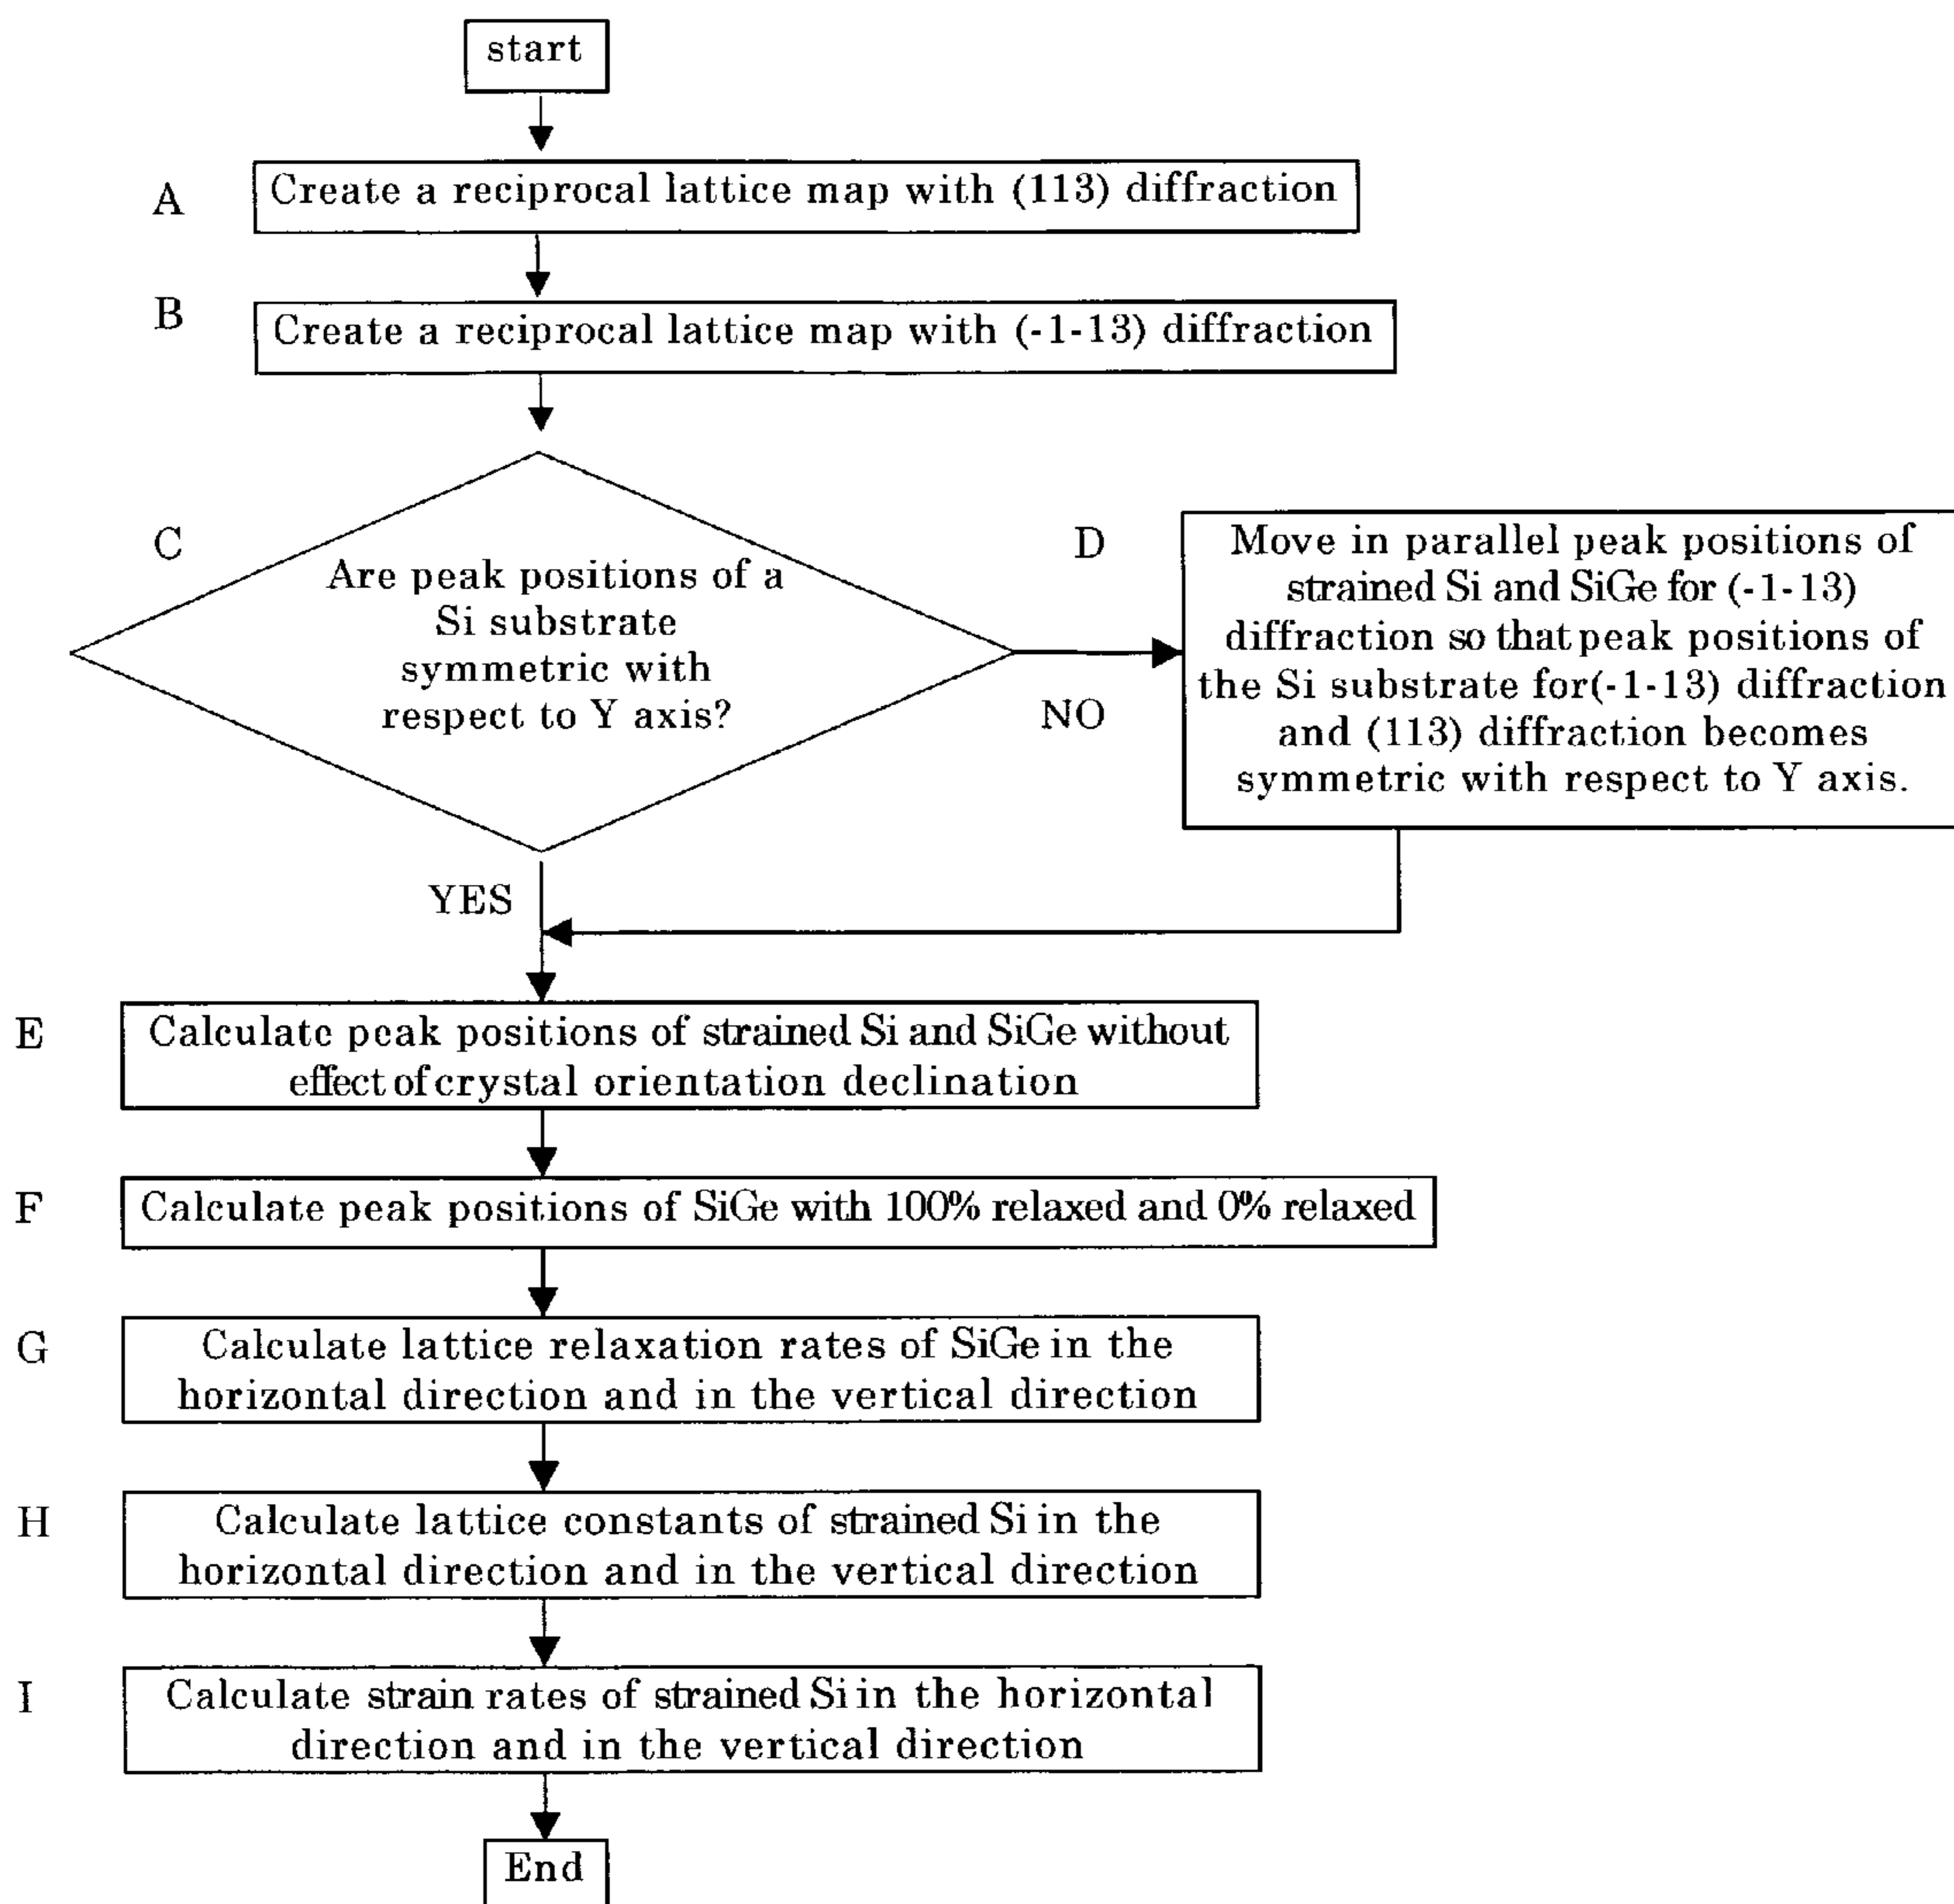 start
A
Create a reciprocal lattice map with (113) diffraction
B
Create a reciprocal lattice map with (-1-13) diffraction
C
Are peak positions of a
Si substrate
symmetric with
respect to Y axis?
D
Move in parallel peak positions of
strained Si and SiGe for (-1-13)
diffraction so that peak positions of
the Si substrate for(-1-13) diffraction
and (113) diffraction becomes
symmetric with respect to Y axis.
NO
YES
E
Calculate peak positions of strained Si and SiGe without
effect of crystal orientation declination
F
Calculate peak positions of SiGe with 100% relaxed and 0% relaxed
G
Calculate lattice relaxation rates of SiGe in the
horizontal direction and in the vertical direction
H
Calculate lattice constants of strained Si in the
horizontal direction and in the vertical direction
I
Calculate strain rates of strained Si in the horizontal
direction and in the vertical direction
End